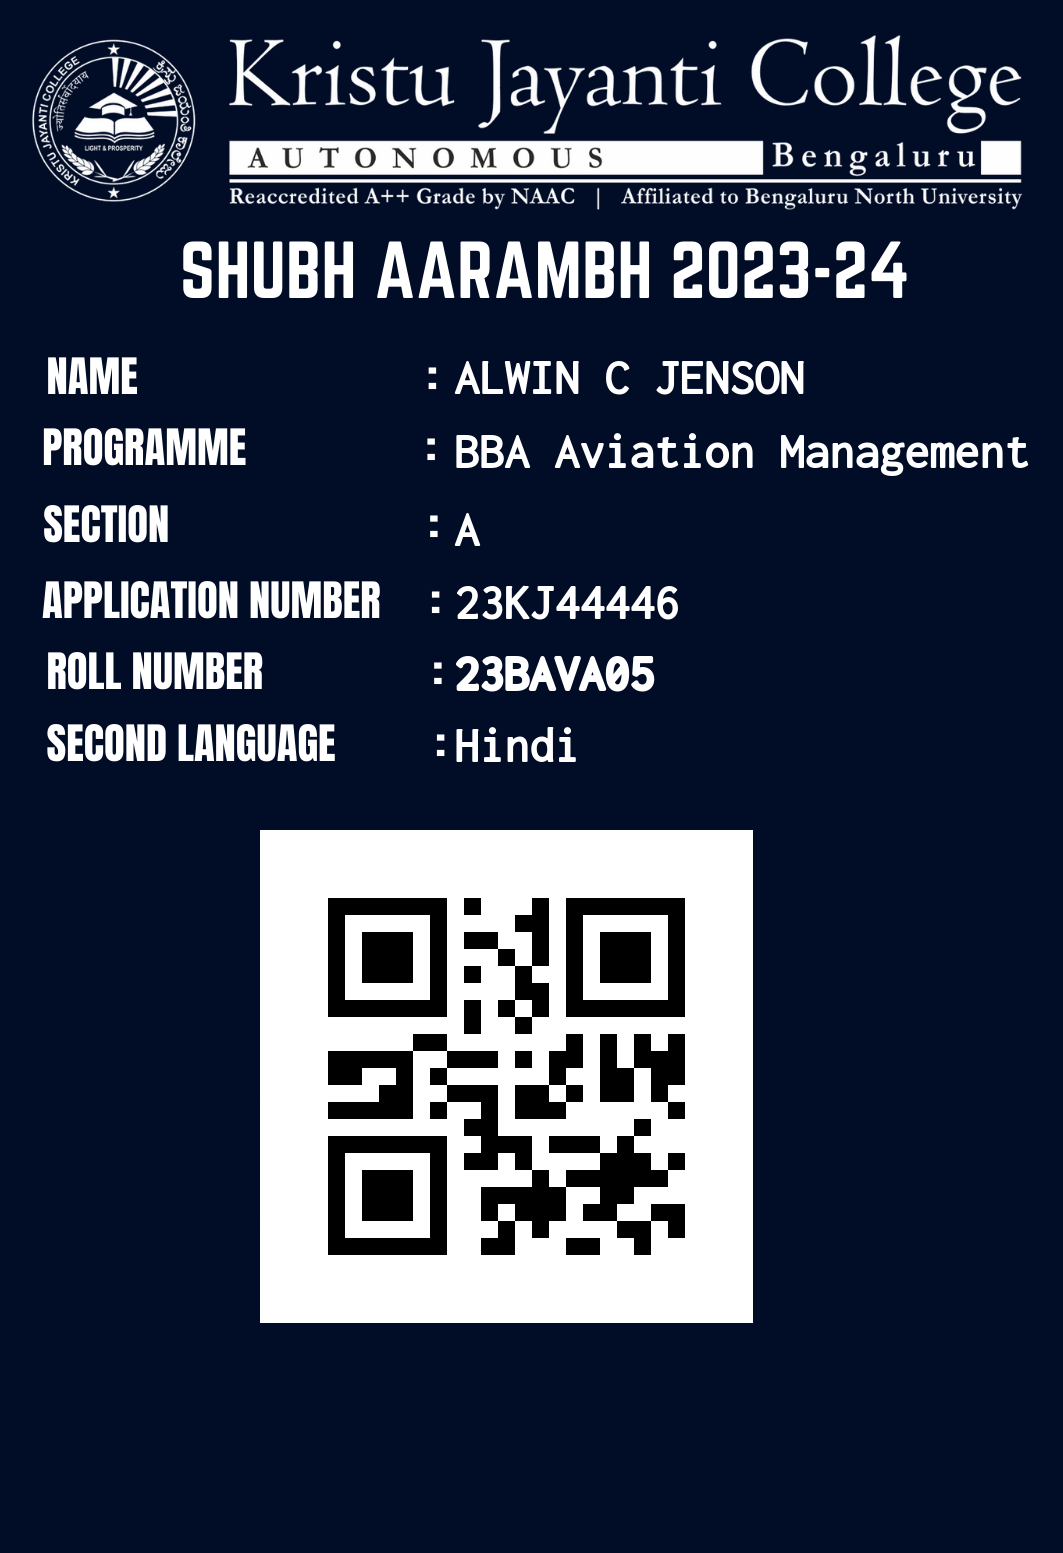 KRISTU JAYANTI COLLEGE
LIGHT & PROSPERITY
Kristu Jayanti College
AUTONOMOUS Bengaluru
Reaccredited A++ Grade by NAAC | Affiliated to Bengaluru North University
SHUBH AARAMBH 2023-24
NAME : ALWIN C JENSON
PROGRAMME : BBA Aviation Management
SECTION : A
APPLICATION NUMBER : 23KJ44446
ROLL NUMBER : 23BAVA05
SECOND LANGUAGE : Hindi